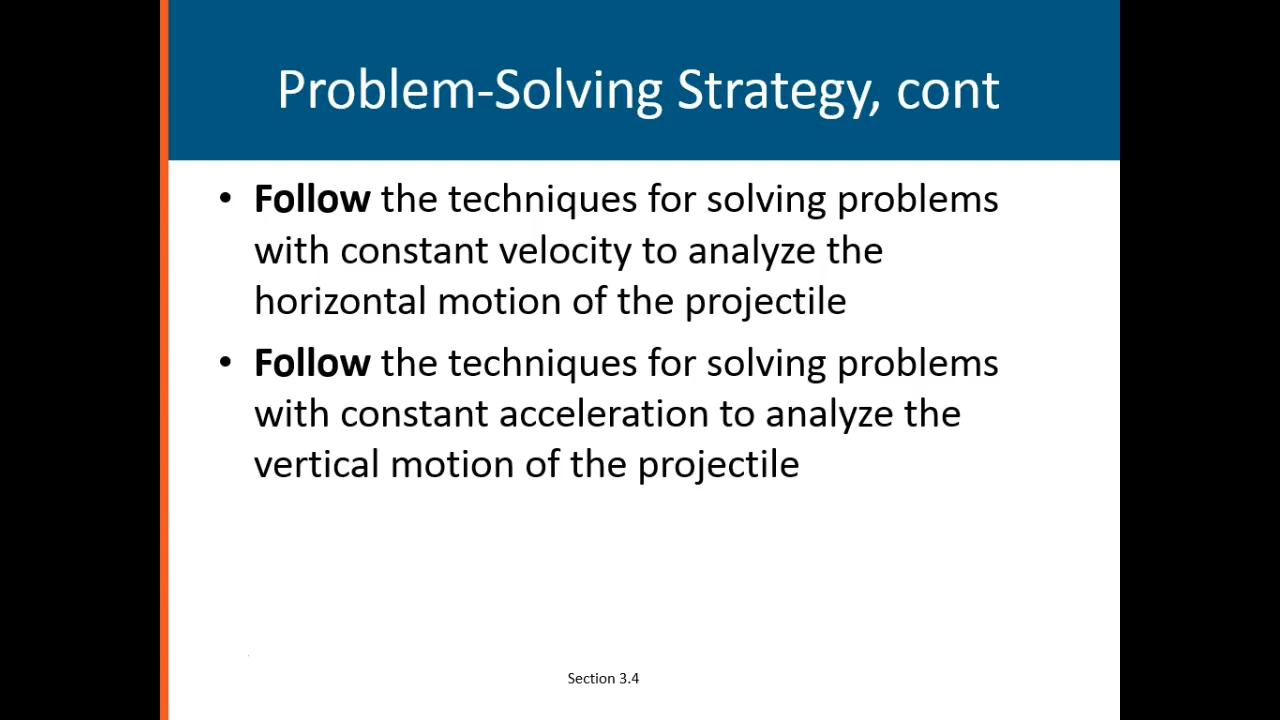 Problem-Solving Strategy, cont
• Follow the techniques for solving problems
with constant velocity to analyze the
horizontal motion of the projectile
• Follow the techniques for solving problems
with constant acceleration to analyze the
vertical motion of the projectile
Section 3.4